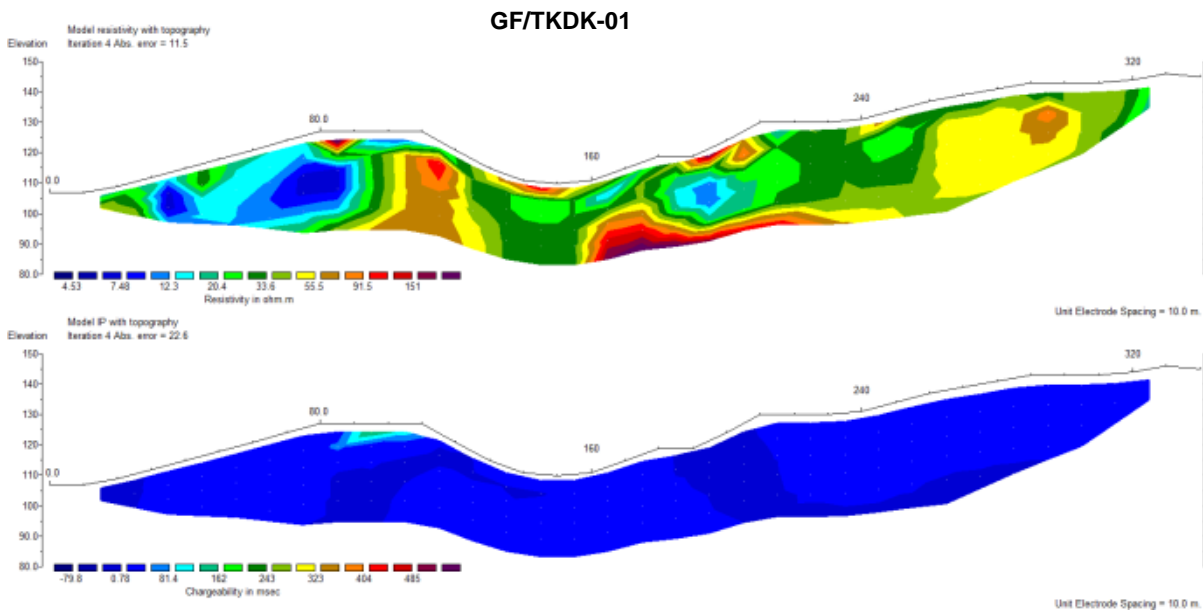 GF/TKDK-01
Model resistivity with topography
Elevation Iteration 4 Abs. error = 11.5
150
140
320
130
240
80.0
120
160
110
0.0
100
90.0
80.0
4.53 7.48 12.3 20.4 33.6 55.5 91.5 151
Resistivity in ohm.m
Unit Electrode Spacing = 10.0 m.
Model IP with topography
Elevation Iteration 4 Abs. error = 22.6
150
320
140
240
130
80.0
120
160
110
0.0
100
90.0
80.0
-79.8 0.78 81.4 162 243 323 404 485
Chargeability in msec
Unit Electrode Spacing = 10.0 m.